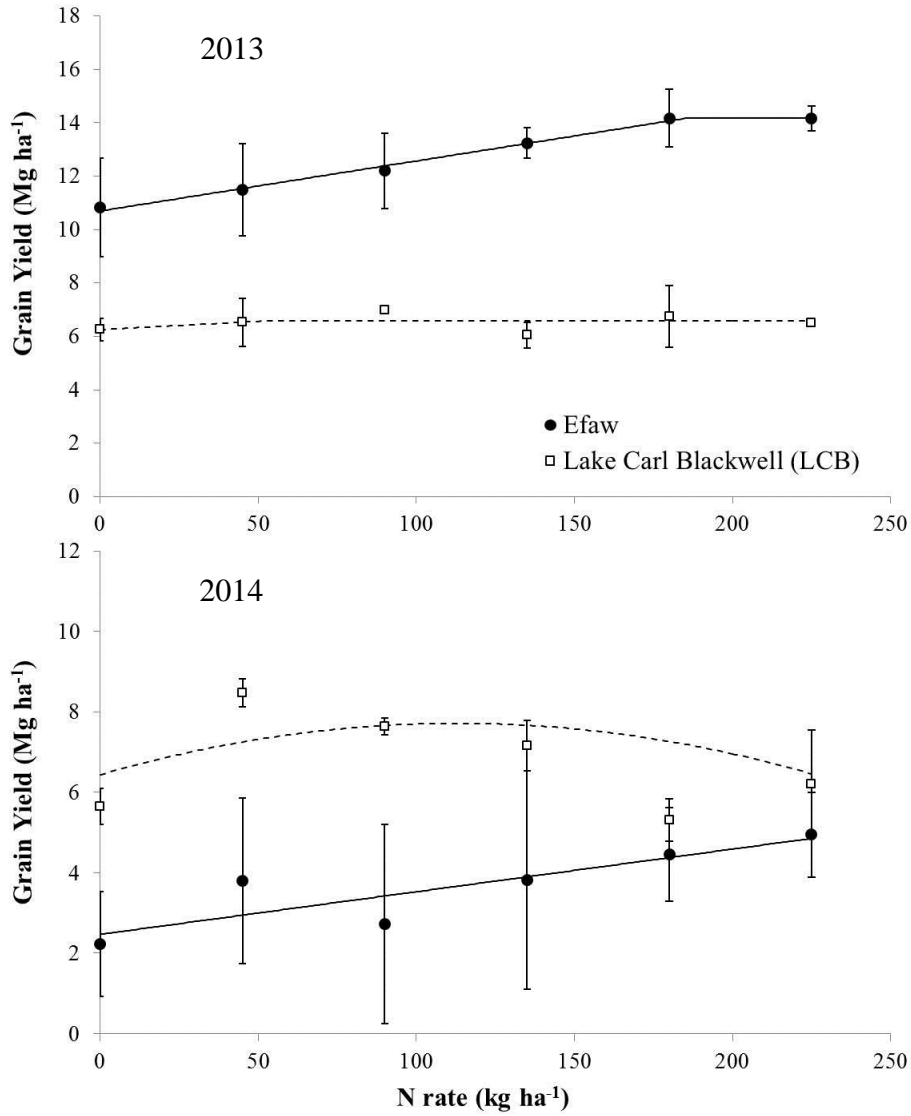 18
16
14
12
10
8
6
4
2
0
Grain Yield (Mg ha⁻¹)
2013
Efaw
Lake Carl Blackwell (LCB)
0 50 100 150 200 250
12
10
8
6
4
2
0
Grain Yield (Mg ha⁻¹)
2014
0 50 100 150 200 250
N rate (kg ha⁻¹)